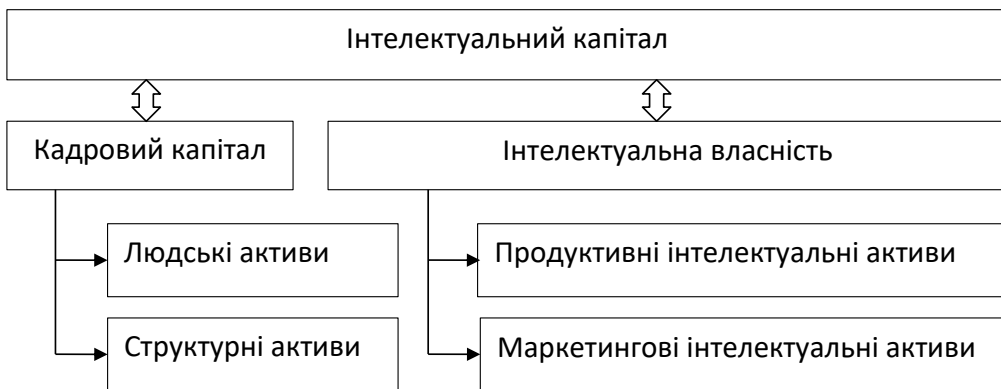 Інтелектуальний капітал
Кадровий капітал
Інтелектуальна власність
Людські активи
Продуктивні інтелектуальні активи
Структурні активи
Маркетингові інтелектуальні активи